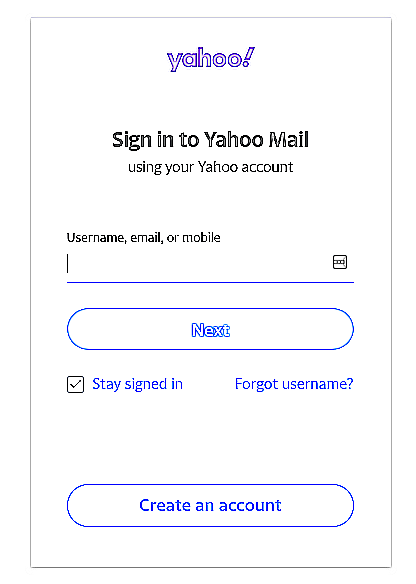 yahoo!
Sign in to Yahoo Mail
using your Yahoo account
Username, email, or mobile
Next
Stay signed in Forgot username?
Create an account